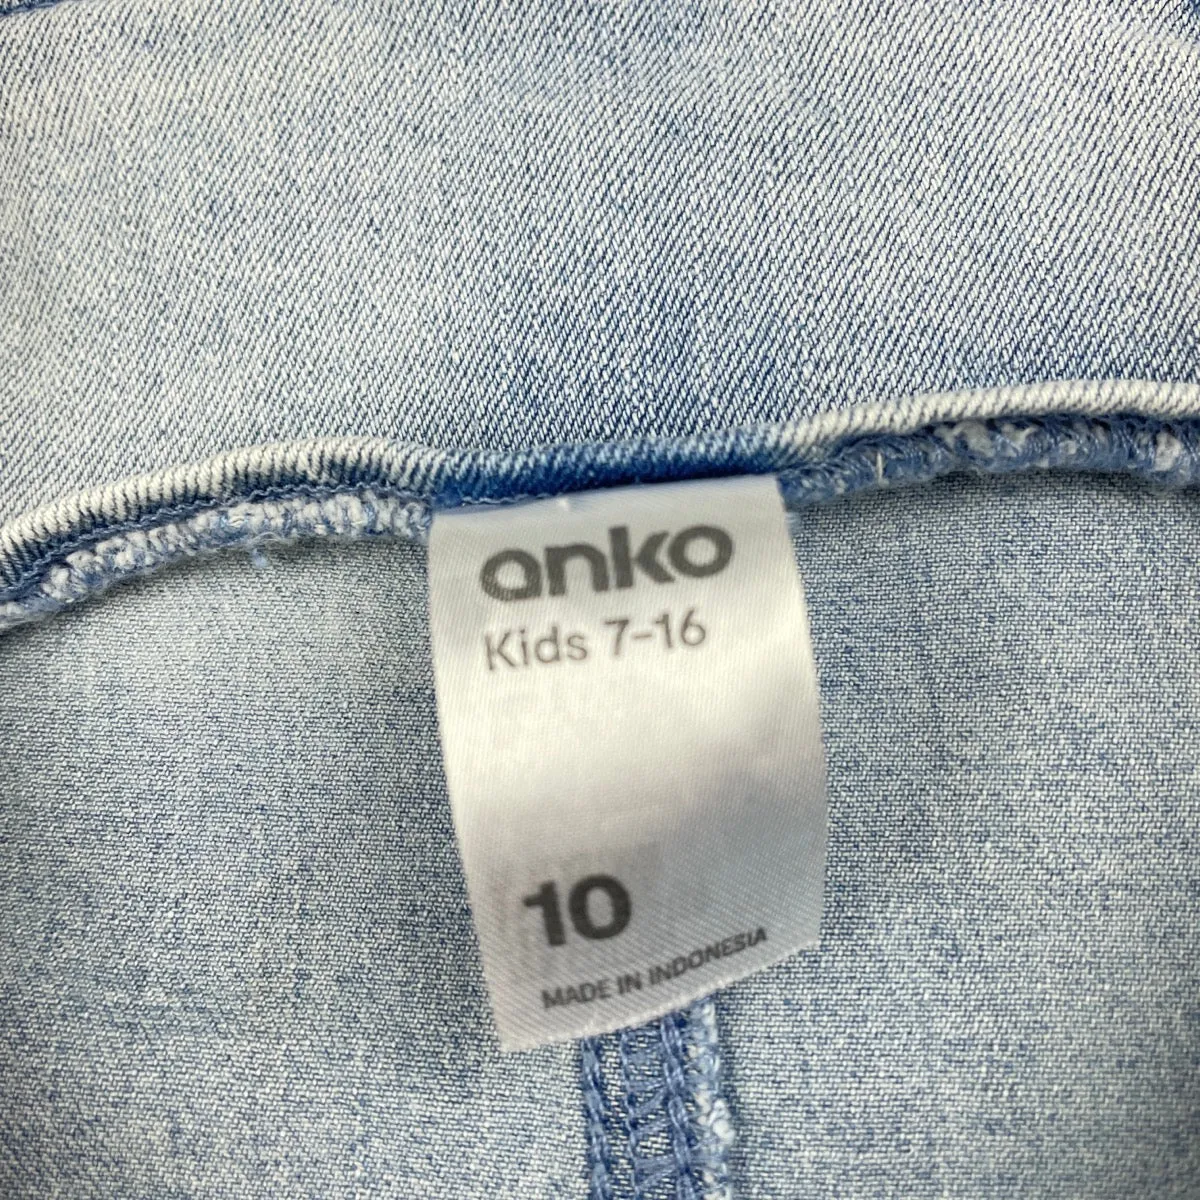 anko
Kids 7-16
10
MADE IN INDONESIA